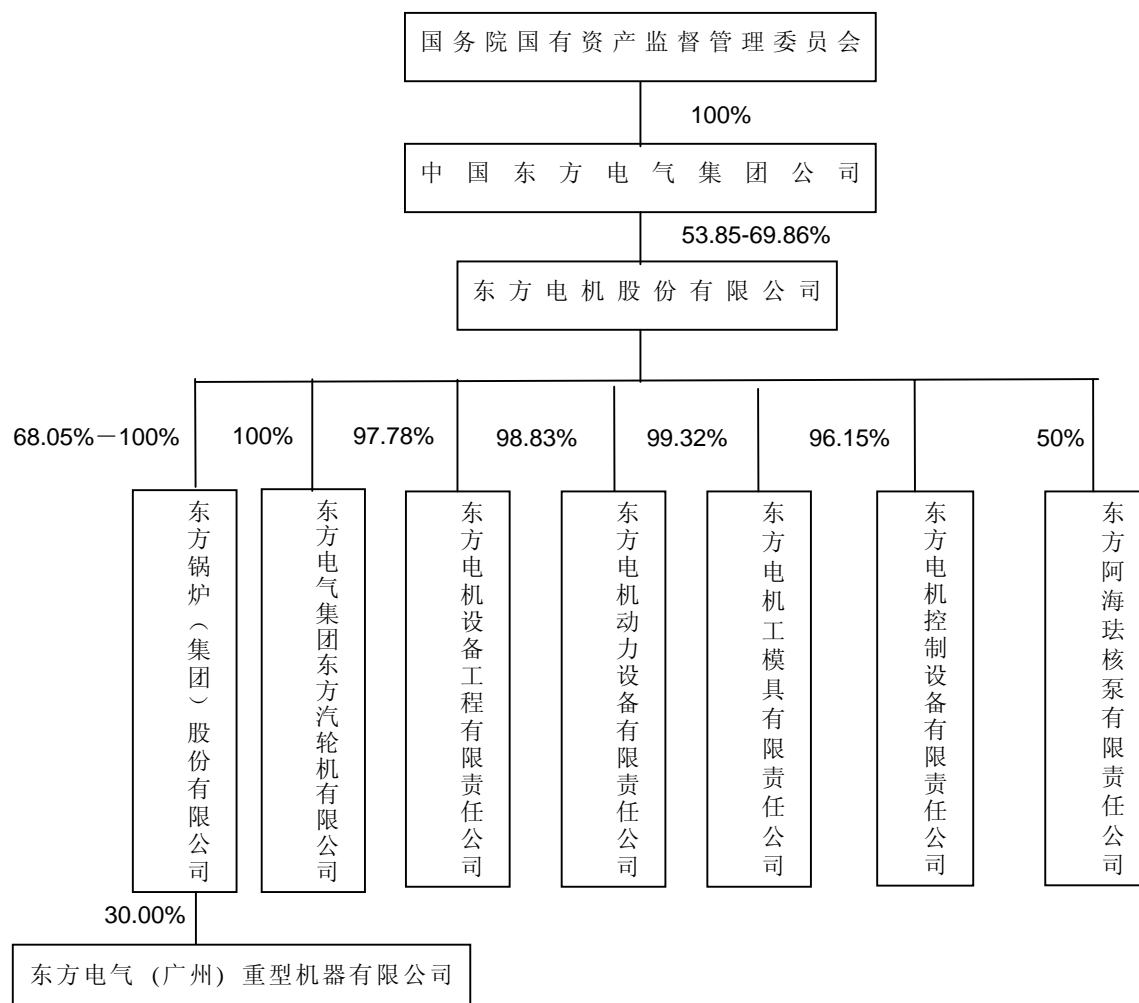 国务院国有资产监督管理委员会
100%
中国东方电气集团公司
53.85-69.86%
东方电机股份有限公司
68.05%－100%
100%
97.78%
98.83%
99.32%
96.15%
50%
东方锅炉（集团）股份有限公司
东方电气集团东方汽轮机有限公司
东方电机设备工程有限责任公司
东方电机动力设备有限责任公司
东方电机工模具有限责任公司
东方电机控制设备有限责任公司
东方阿海珐核泵有限责任公司
30.00%
东方电气 (广州) 重型机器有限公司